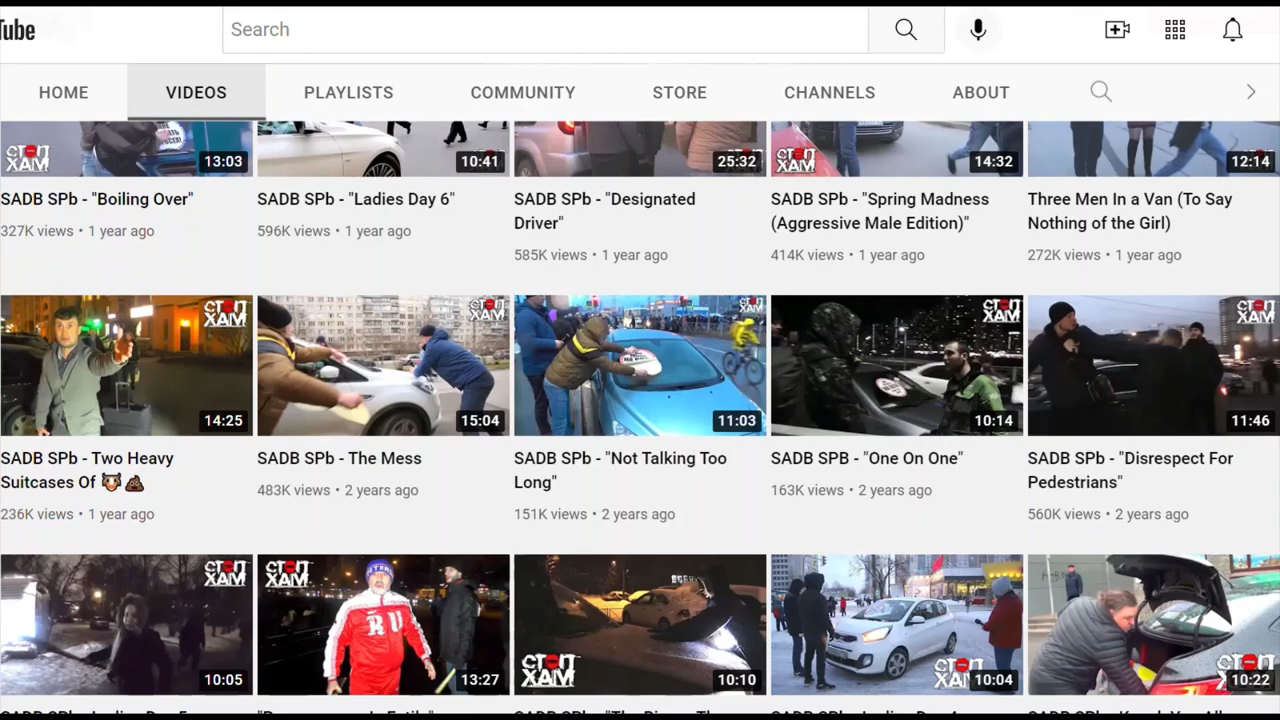 Tube
Search
HOME
VIDEOS
PLAYLISTS
COMMUNITY
STORE
CHANNELS
ABOUT
СТОП
ХАМ
13:03
10:41
25:32
СТОП
ХАМ
14:32
12:14
SADB SPb - "Boiling Over"
327K views • 1 year ago
SADB SPb - "Ladies Day 6"
596K views • 1 year ago
SADB SPb - "Designated
Driver"
585K views • 1 year ago
SADB SPb - "Spring Madness
(Aggressive Male Edition)"
414K views • 1 year ago
Three Men In a Van (To Say
Nothing of the Girl)
272K views • 1 year ago
СТОП
ХАМ
14:25
СТОП
ХАМ
15:04
СТОП
ХАМ
11:03
СТОП
ХАМ
10:14
СТОП
ХАМ
11:46
SADB SPb - Two Heavy
Suitcases Of 🐮💩
236K views • 1 year ago
SADB SPb - The Mess
483K views • 2 years ago
SADB SPb - "Not Talking Too
Long"
151K views • 2 years ago
SADB SPB - "One On One"
163K views • 2 years ago
SADB SPb - "Disrespect For
Pedestrians"
560K views • 2 years ago
СТОП
ХАМ
10:05
СТОП
ХАМ
RU
13:27
СТОП
ХАМ
10:10
СТОП
ХАМ
10:04
СТОП
ХАМ
10:22